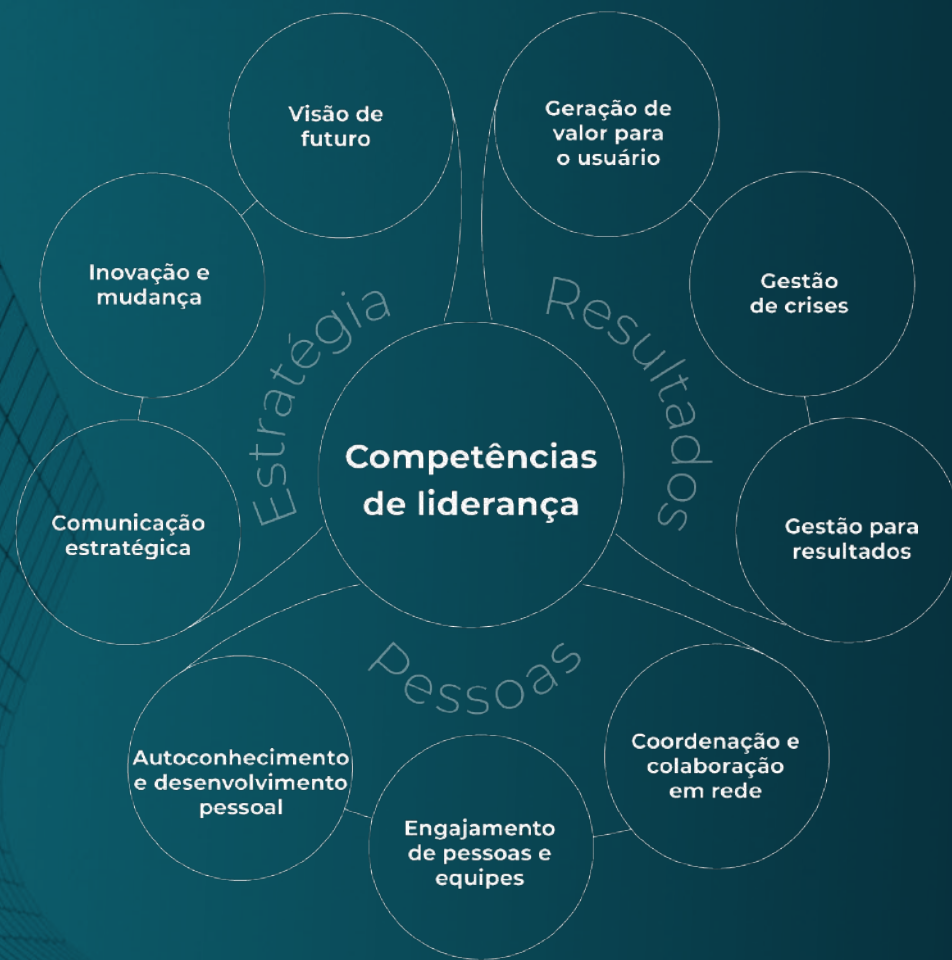 Visão de
futuro
Geração de
valor para
o usuário
Inovação e
mudança
Gestão
de crises
Estratégia
Resultados
Competências
de liderança
Comunicação
estratégica
Gestão para
resultados
Pessoas
Autoconhecimento
e desenvolvimento
pessoal
Coordenação e
colaboração
em rede
Engajamento
de pessoas e
equipes